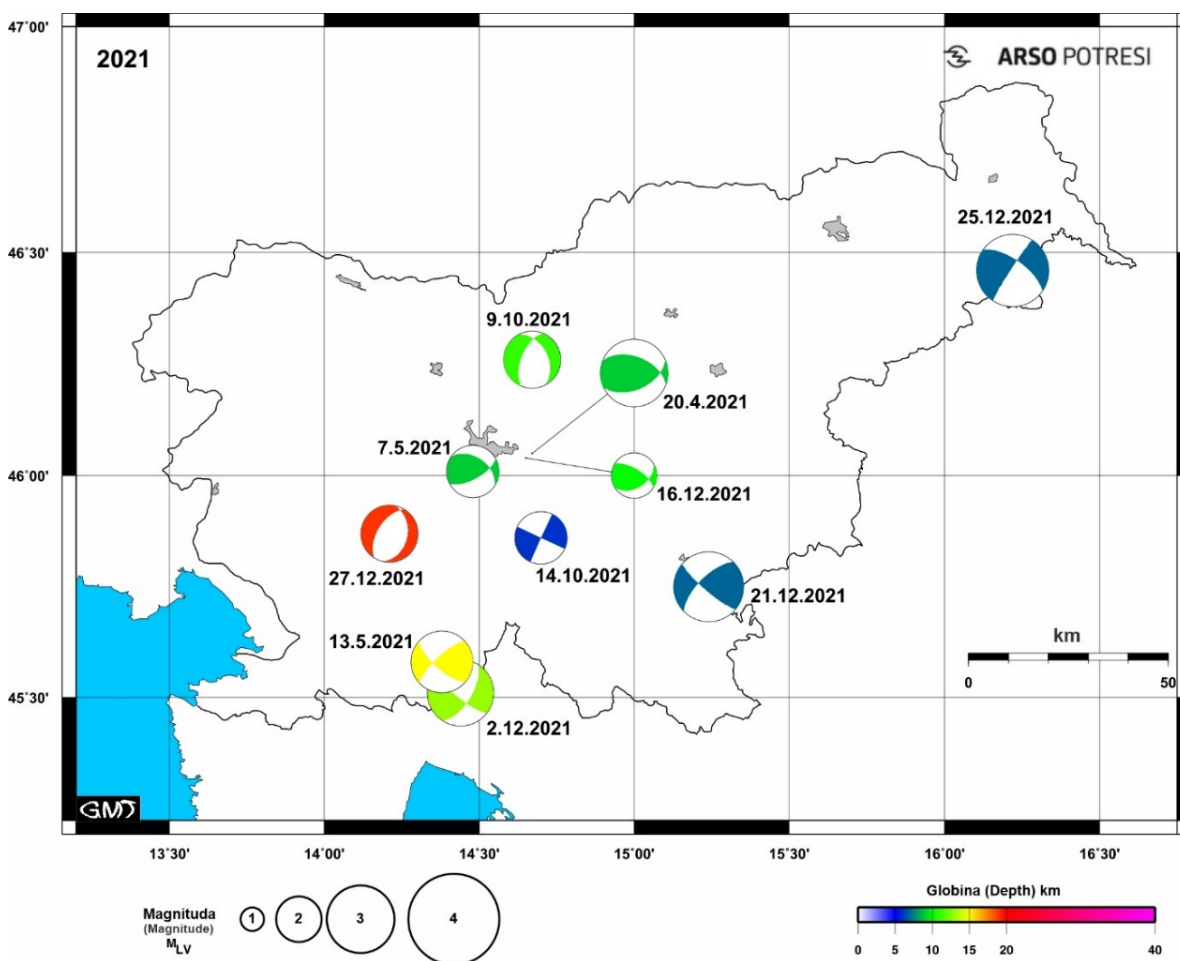 47°00'
2021
ARSO POTRESI
25.12.2021
46°30'
9.10.2021
20.4.2021
7.5.2021
46°00'
16.12.2021
27.12.2021
14.10.2021
21.12.2021
13.5.2021
km
0 50
45°30'
2.12.2021
GMT
13°30' 14°00' 14°30' 15°00' 15°30' 16°00' 16°30'
Magnituda
(Magnitude)
MLV
1 2 3 4
Globina (Depth) km
0 5 10 15 20 40